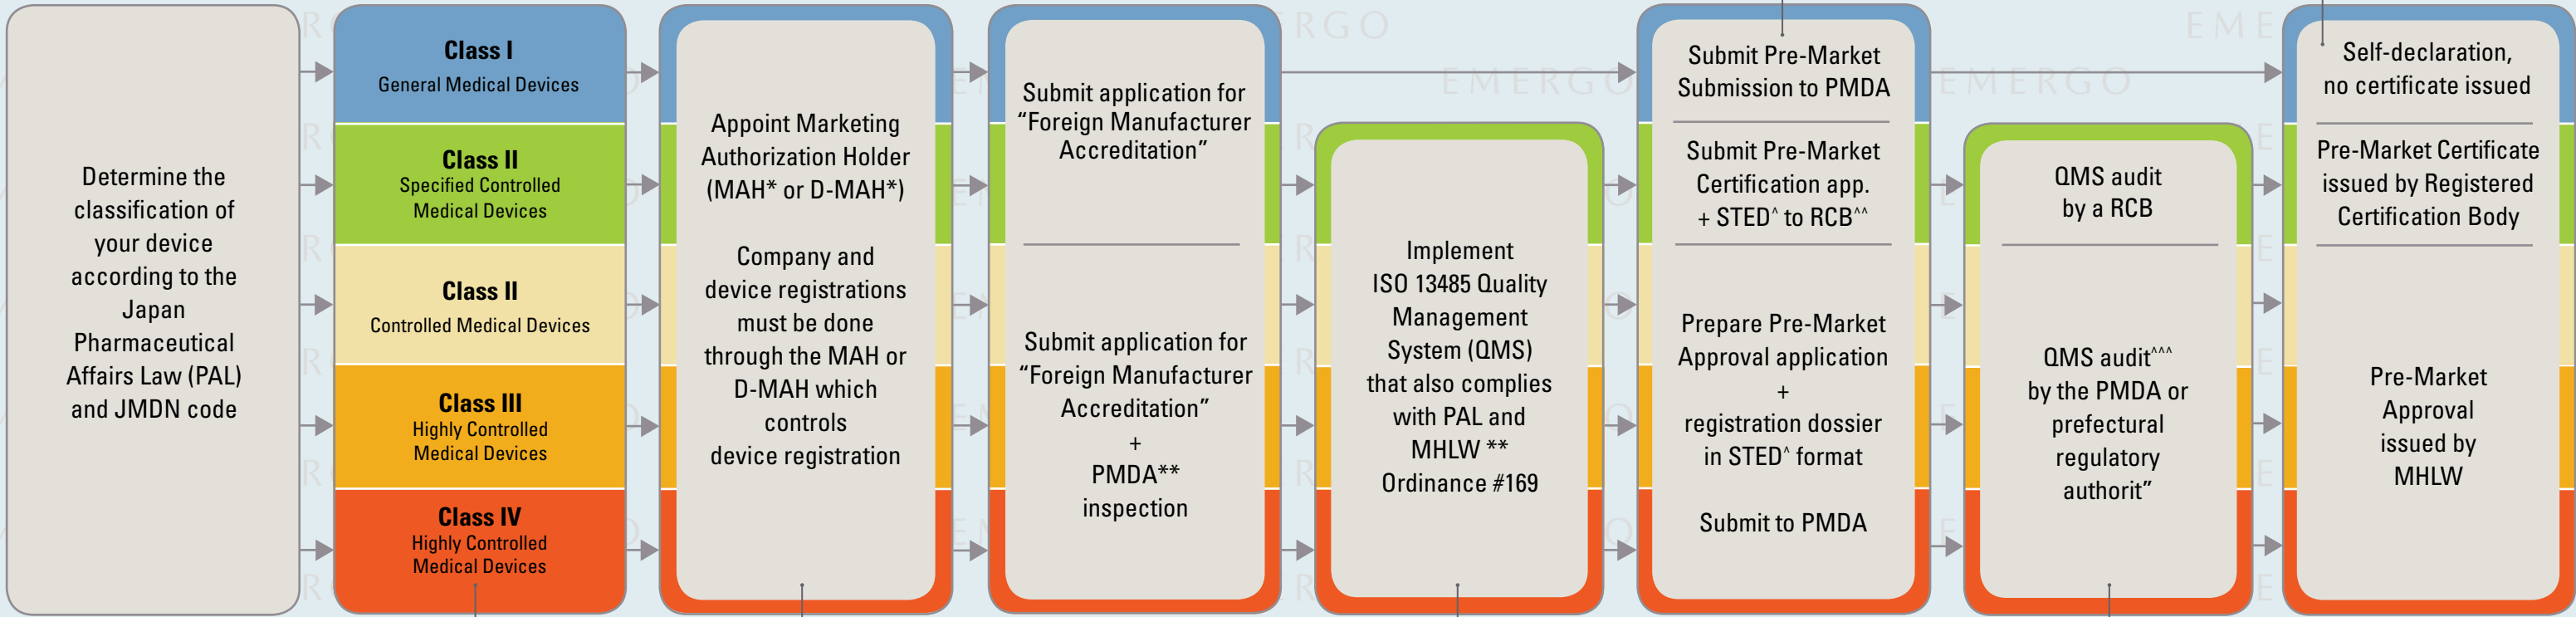 Determine the
classification of
your device
according to the
Japan
Pharmaceutical
Affairs Law (PAL)
and JMDN code
Class I
General Medical Devices
Class II
Specified Controlled
Medical Devices
Class II
Controlled Medical Devices
Class III
Highly Controlled
Medical Devices
Class IV
Highly Controlled
Medical Devices
Appoint Marketing
Authorization Holder
(MAH* or D-MAH*)
Company and
device registrations
must be done
through the MAH or
D-MAH which
controls
device registration
Submit application for
“Foreign Manufacturer
Accreditation”
Submit application for
“Foreign Manufacturer
Accreditation”
+
PMDA**
inspection
Implement
ISO 13485 Quality
Management
System (QMS)
that also complies
with PAL and
MHLW **
Ordinance #169
Submit Pre-Market
Submission to PMDA
Submit Pre-Market
Certification app.
+ STED^ to RCB^^
Prepare Pre-Market
Approval application
+
registration dossier
in STED^ format
Submit to PMDA
QMS audit
by a RCB
QMS audit^^^
by the PMDA or
prefectural
regulatory
authorit”
Self-declaration,
no certificate issued
Pre-Market Certificate
issued by Registered
Certification Body
Pre-Market
Approval
issued by
MHLW
EMERGO
EMERGO